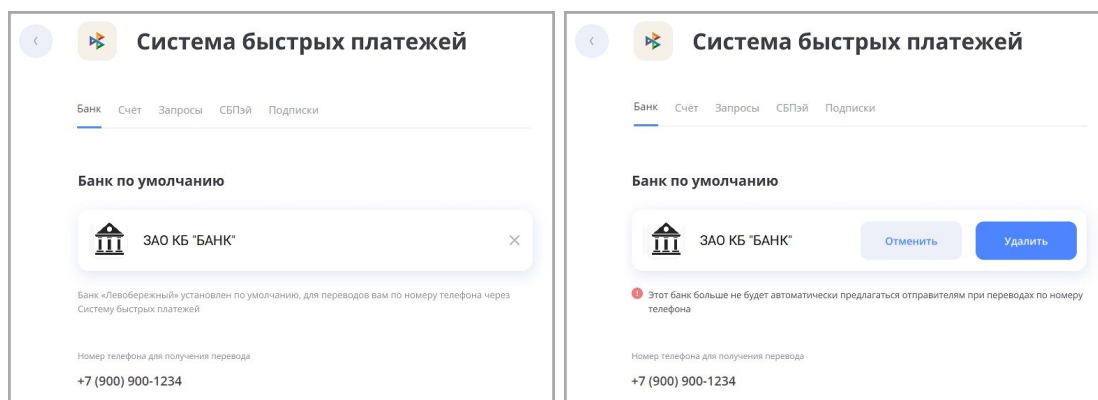 Система быстрых платежей
Банк Счёт Запросы СБПэй Подписки
Банк по умолчанию
ЗАО КБ "БАНК"
Банк «Левобережный» установлен по умолчанию, для переводов вам по номеру телефона через
Систему быстрых платежей
Номер телефона для получения перевода
+7 (900) 900-1234
Система быстрых платежей
Банк Счёт Запросы СБПэй Подписки
Банк по умолчанию
ЗАО КБ "БАНК" Отменить Удалить
Этот банк больше не будет автоматически предлагаться отправителям при переводах по номеру
телефона
Номер телефона для получения перевода
+7 (900) 900-1234